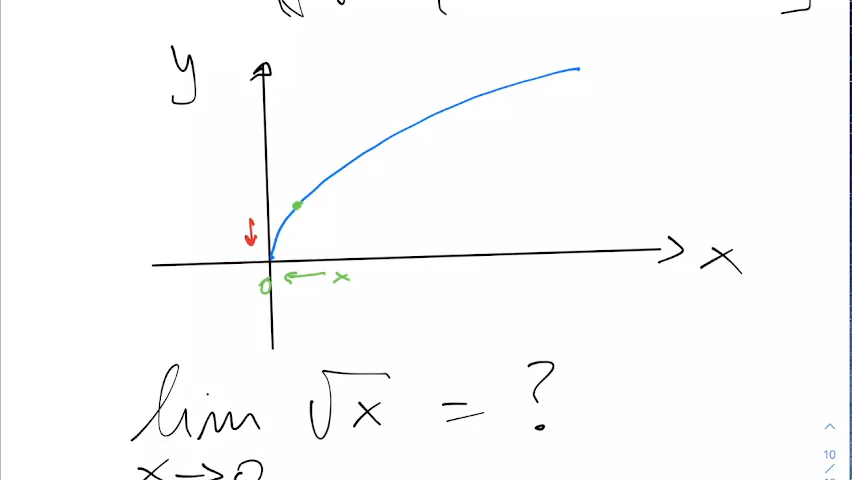 y
x
0 ← x
lim √x = ?
x→0
10
/